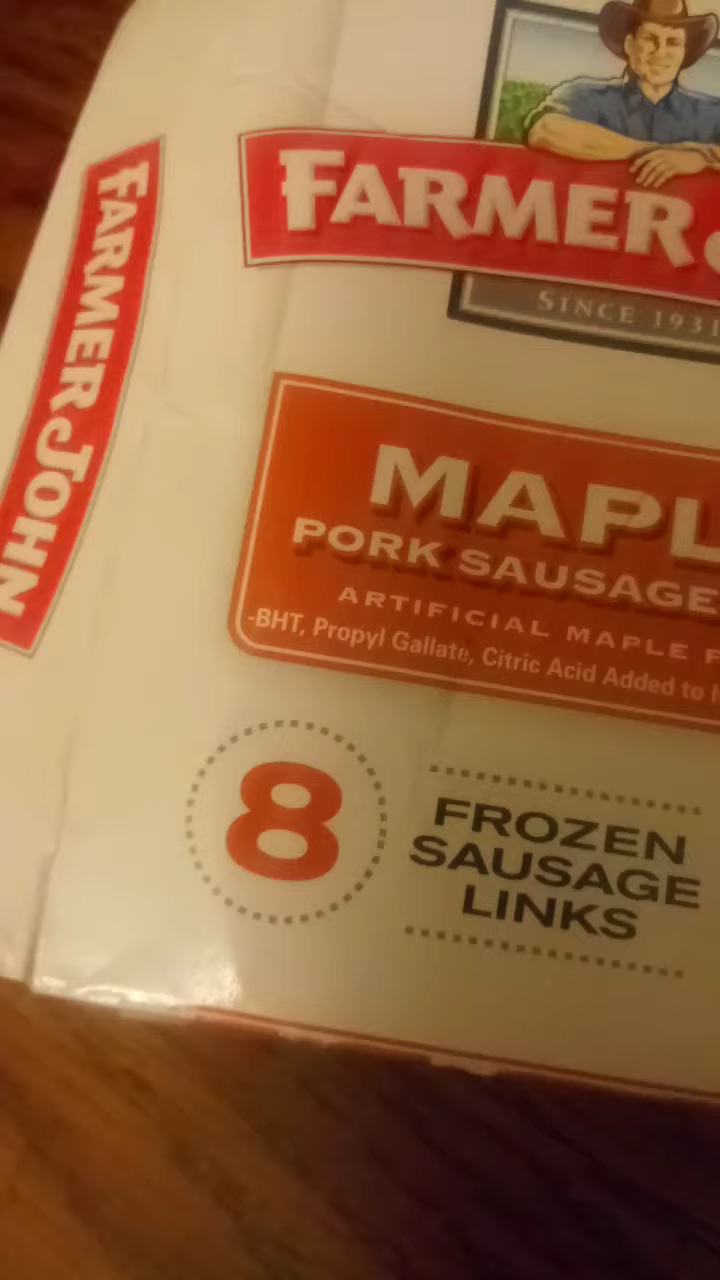 FARMER JOHN
FARMER
SINCE 1931
MAPL
PORK SAUSAGE
ARTIFICIAL MAPLE F
-BHT, Propyl Gallate, Citric Acid Added to
8
FROZEN
SAUSAGE
LINKS